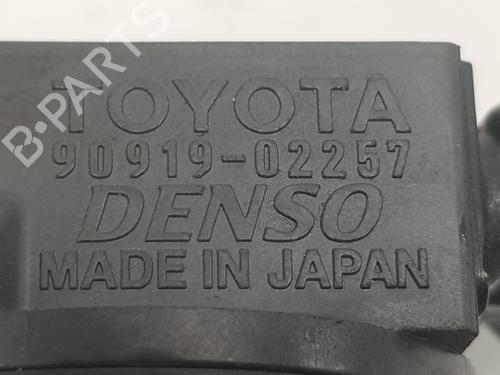 B-PARTS
TOYOTA
90919-02257
DENSO
MADE IN JAPAN